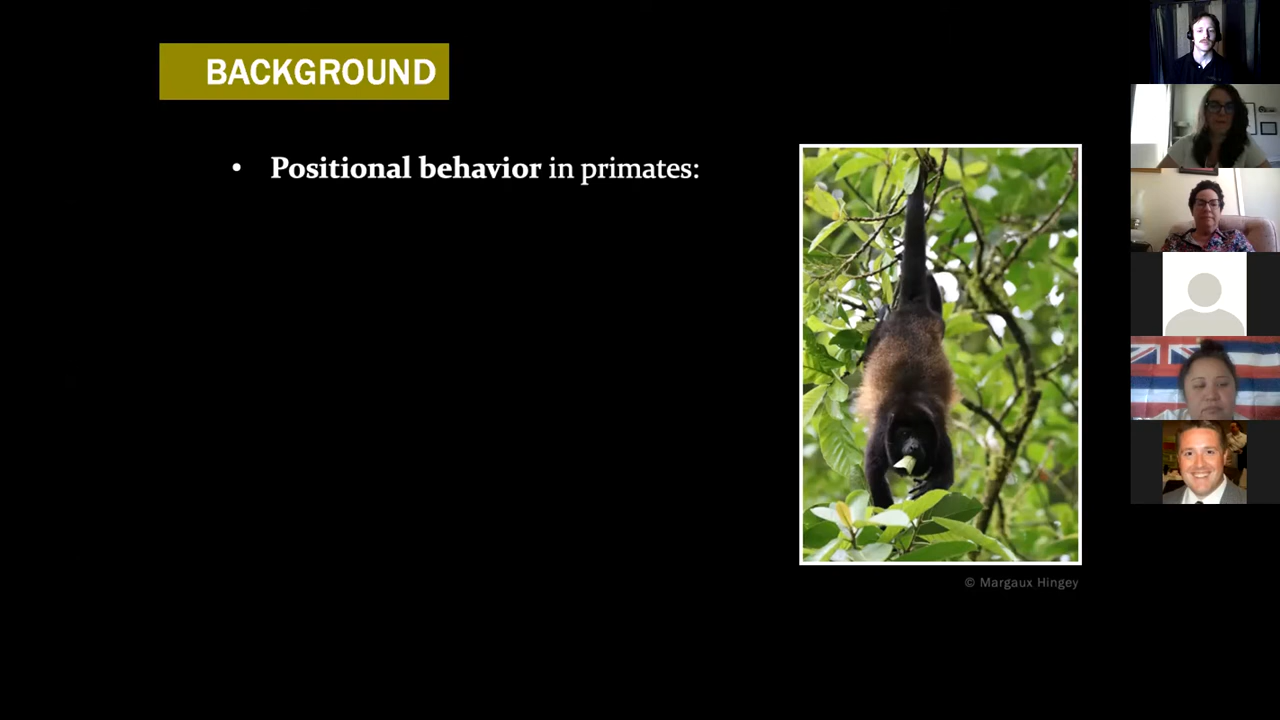 BACKGROUND
• Positional behavior in primates:
© Margaux Hingey